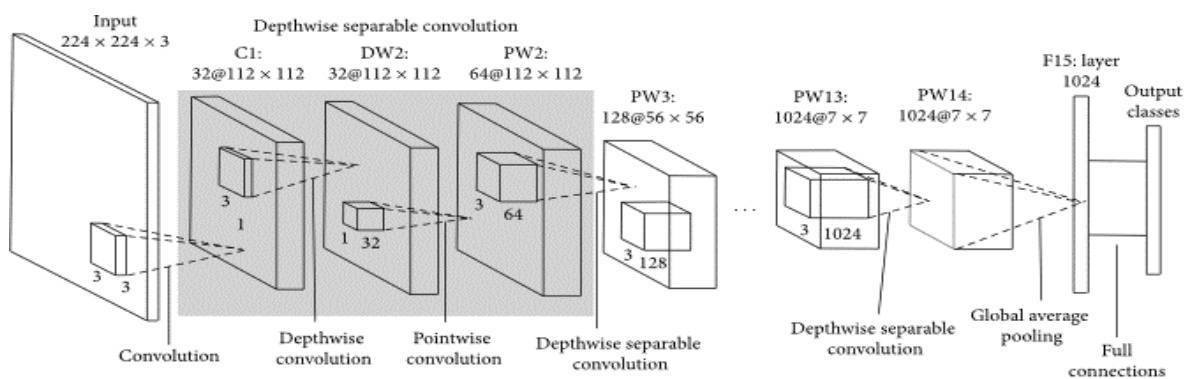 Input
224 × 224 × 3
Depthwise separable convolution
C1:
32@112 × 112
DW2:
32@112 × 112
PW2:
64@112 × 112
PW3:
128@56 × 56
PW13:
1024@7 × 7
PW14:
1024@7 × 7
F15: layer
1024
Output
classes
3
3
3
1
1
32
3
64
3
128
...
3
1024
Convolution
Depthwise
convolution
Pointwise
convolution
Depthwise separable
convolution
Depthwise separable
convolution
Global average
pooling
Full
connections